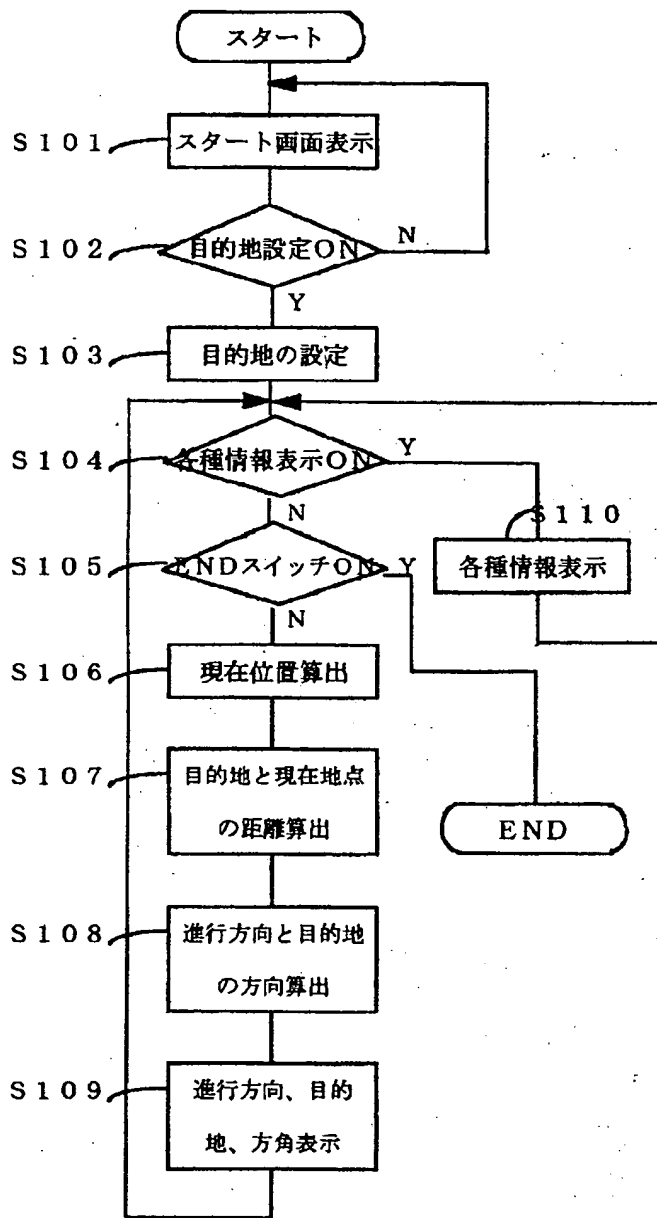 スタート
S101
スタート画面表示
S102
目的地設定ON
N
Y
S103
目的地の設定
S104
各種情報表示ON
Y
N
S110
各種情報表示
S105
ENDスイッチON
Y
N
S106
現在位置算出
S107
目的地と現在地点
の距離算出
END
S108
進行方向と目的地
の方向算出
S109
進行方向、目的
地、方角表示